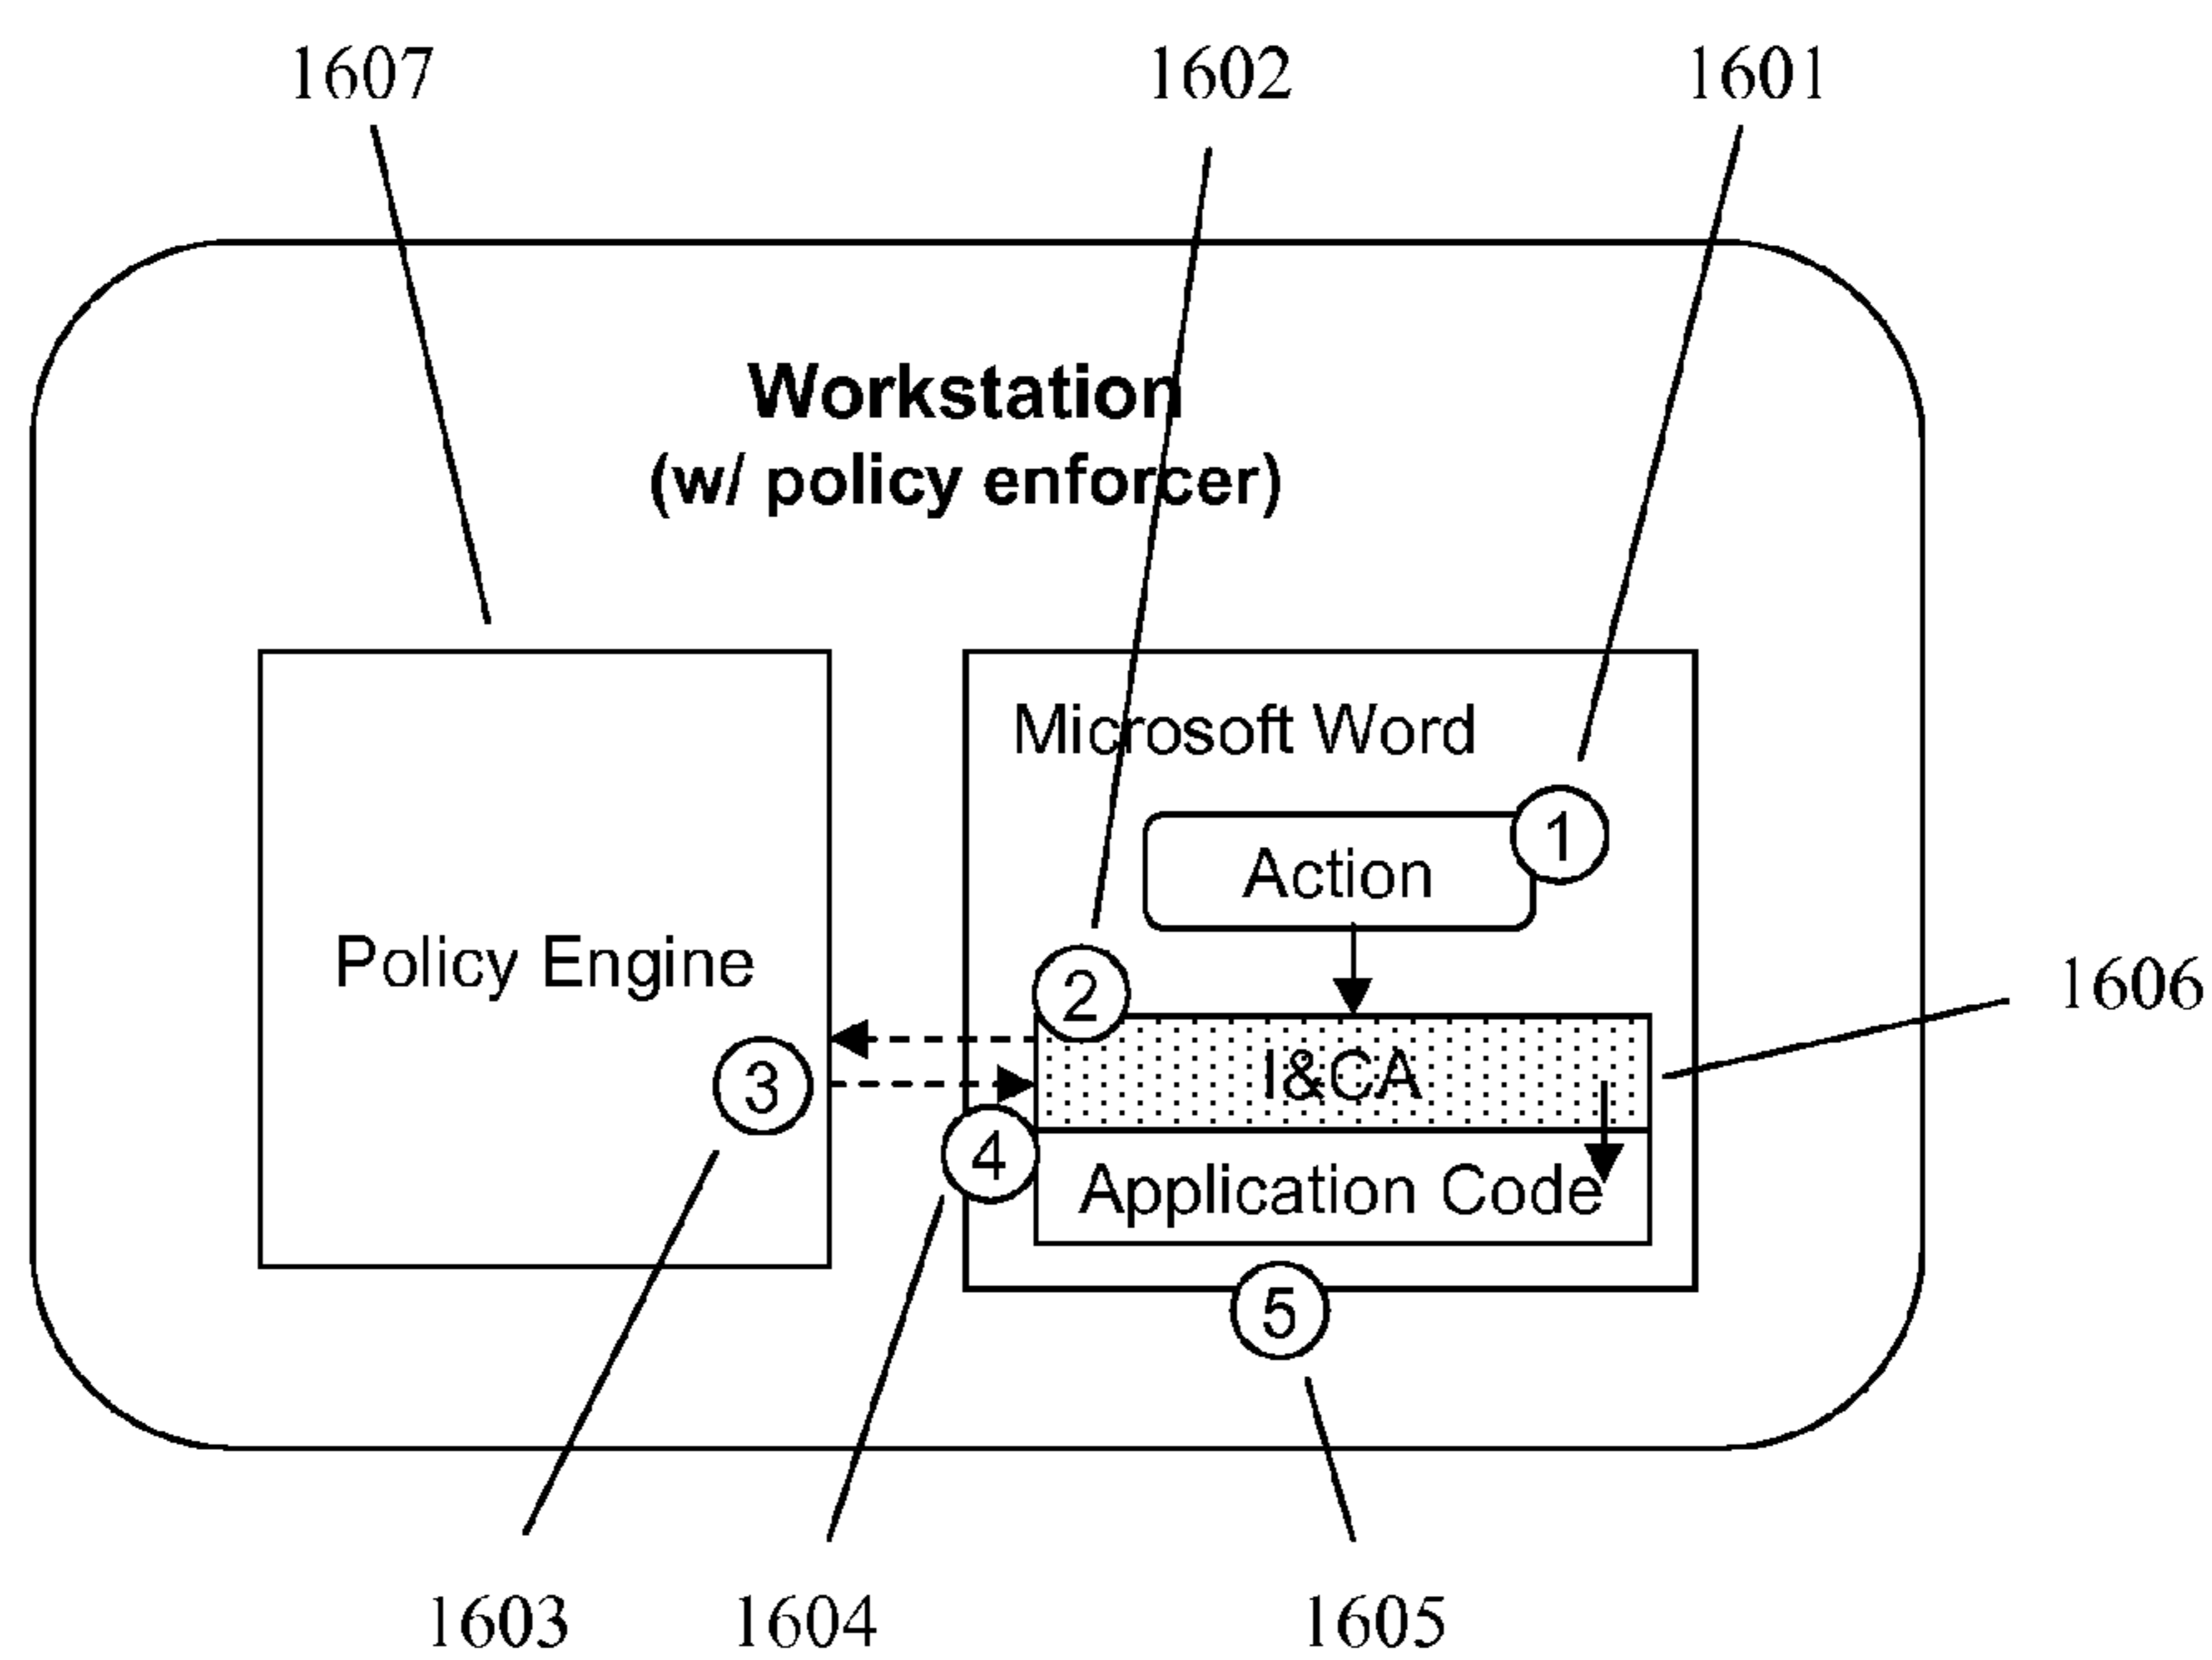 1607
1602
1601
Workstation
(w/ policy enforcer)
Microsoft Word
1
Action
Policy Engine
2
1606
I&CA
3
4
Application Code
5
1603
1604
1605